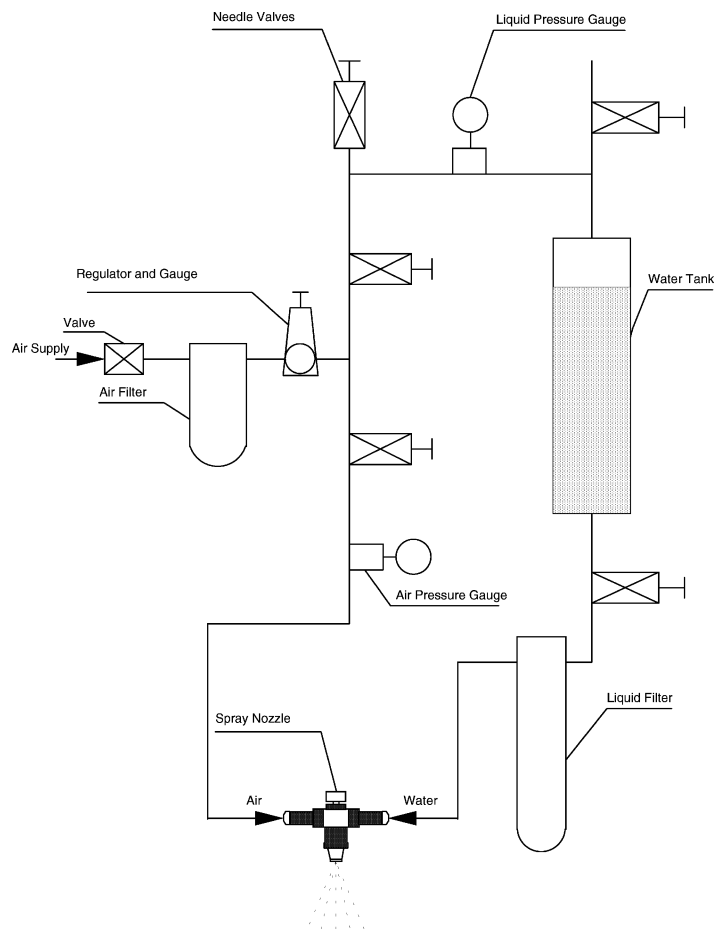 Needle Valves
Liquid Pressure Gauge
Regulator and Gauge
Water Tank
Valve
Air Supply
Air Filter
Air Pressure Gauge
Liquid Filter
Spray Nozzle
Air
Water